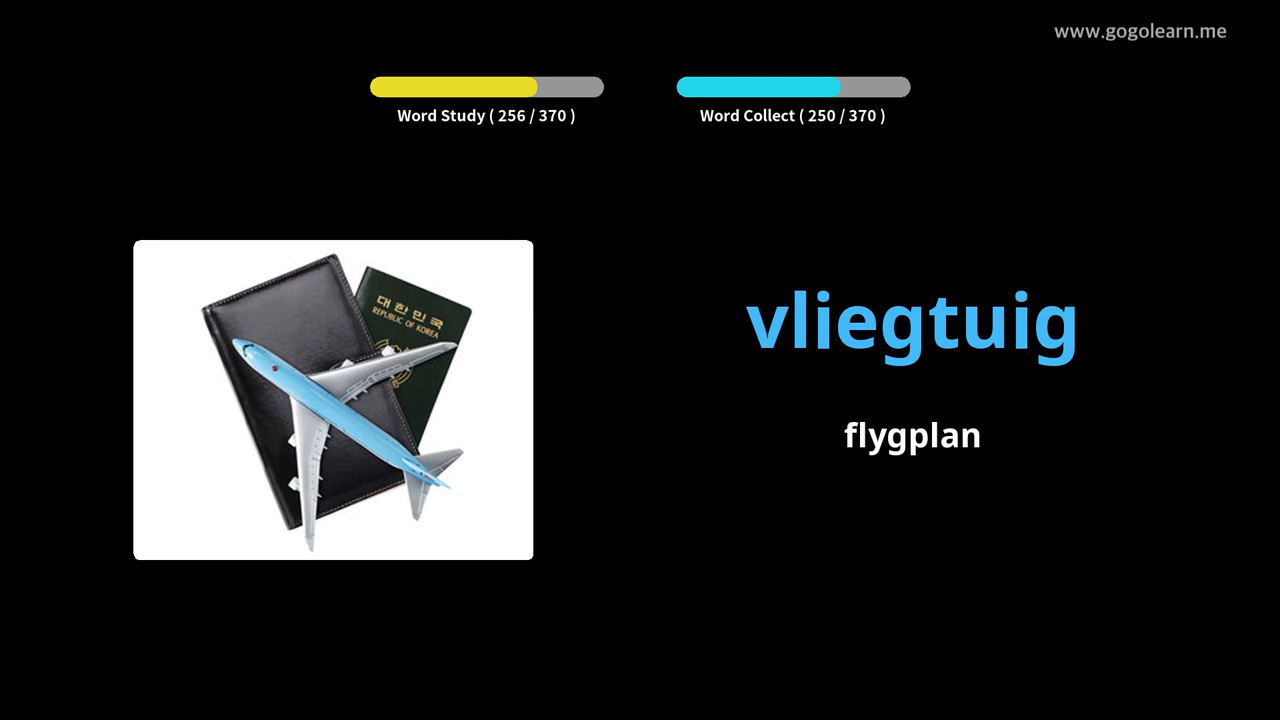 www.gogolearn.me
Word Study ( 256 / 370 )
Word Collect ( 250 / 370 )
대한민국
REPUBLIC OF KOREA
vliegtuig
flygplan